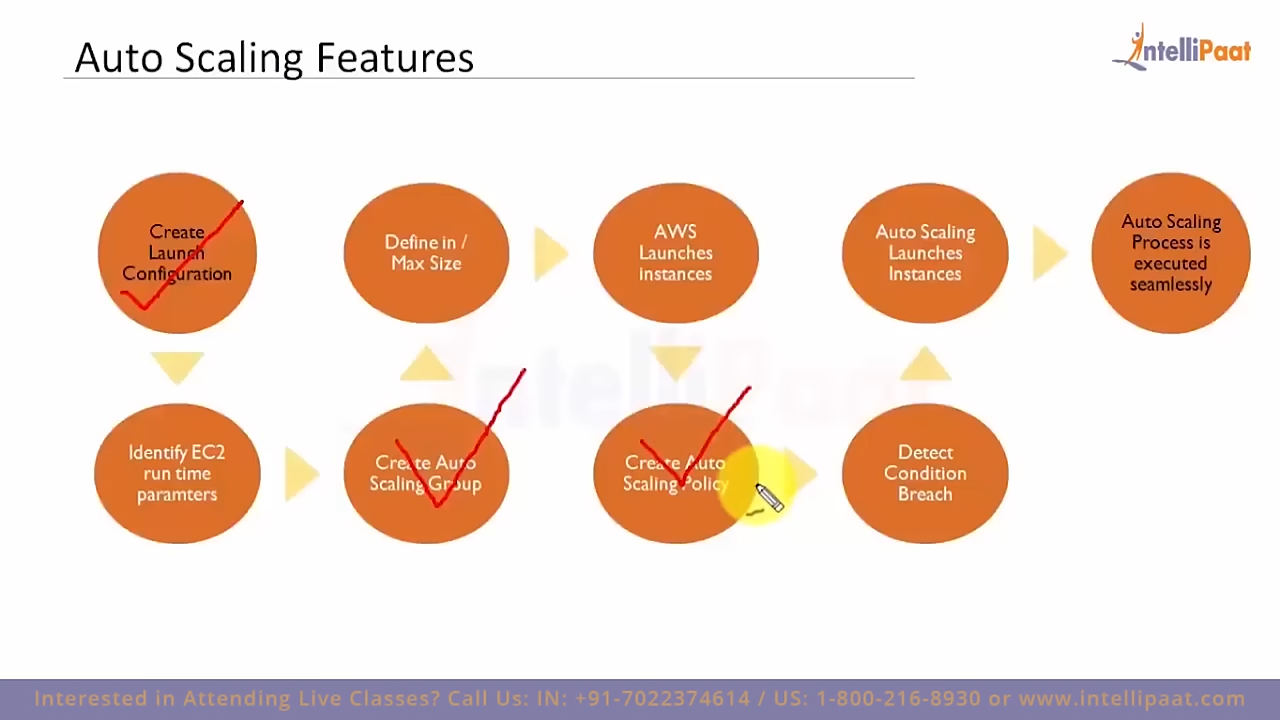 Auto Scaling Features
IntelliPaat
Create
Launch
Configuration
Define in /
Max Size
AWS
Launches
instances
Auto Scaling
Launches
Instances
Auto Scaling
Process is
executed
seamlessly
IntelliPaat
Identify EC2
run time
paramters
Create Auto
Scaling Group
Create Auto
Scaling Policy
Detect
Condition
Breach
Interested in Attending Live Classes? Call Us: IN: +91-7022374614 / US: 1-800-216-8930 or www.intellipaat.com